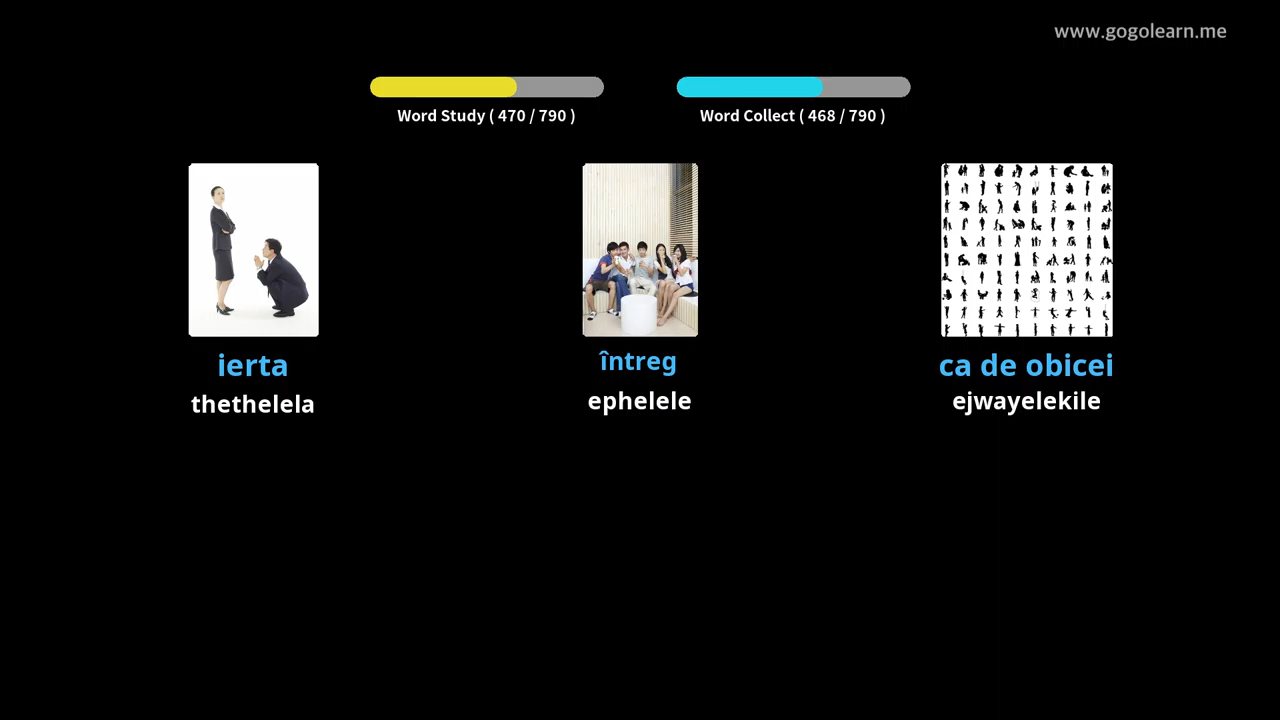 www.gogolearn.me
Word Study ( 470 / 790 )
Word Collect ( 468 / 790 )
ierta
thethelela
întreg
ephelele
ca de obicei
ejwayelekile